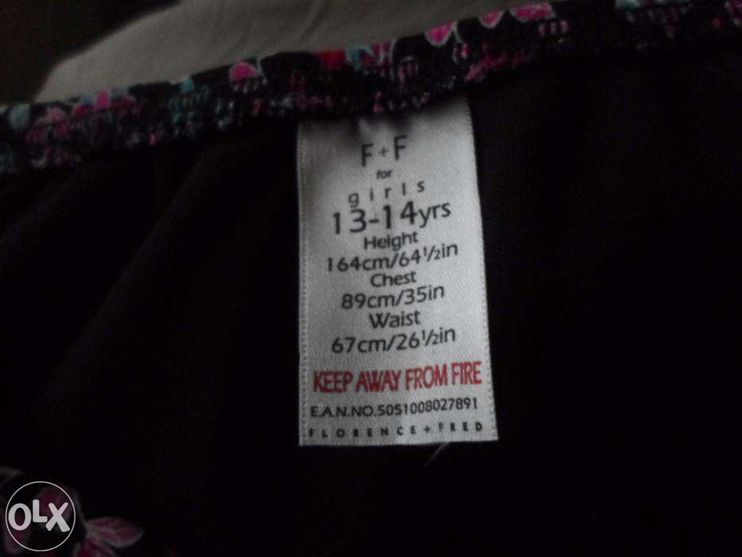 F+F
for
girls
13-14yrs
Height
164cm/64½in
Chest
89cm/35in
Waist
67cm/26½in
KEEP AWAY FROM FIRE
E.A.N.NO.5051008027891
FLORENCE+FRED
OLX